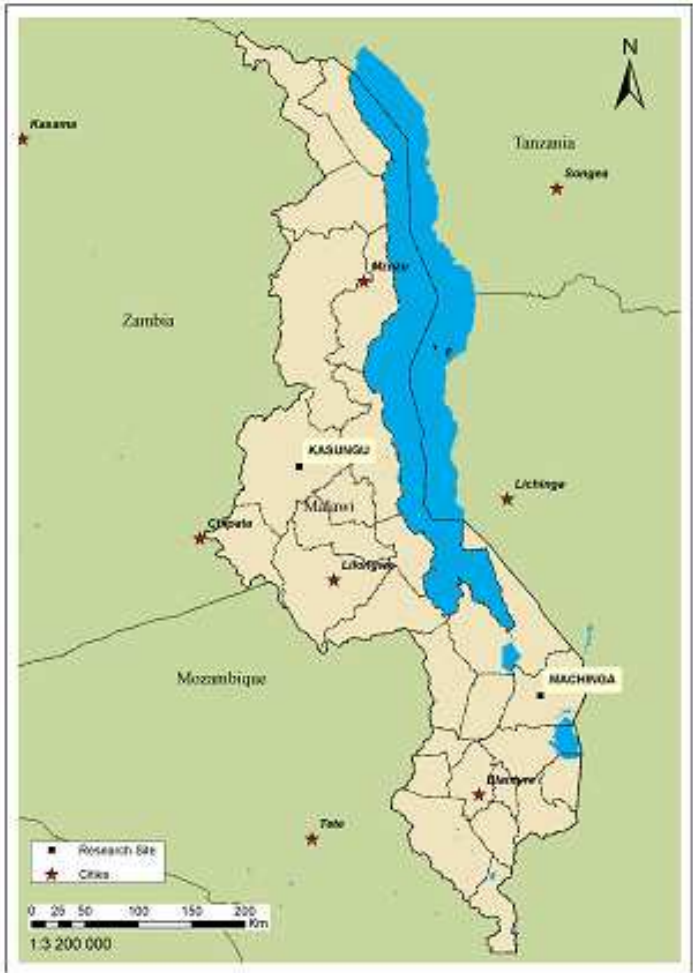 N
Kasama
Tanzania
Songea
Mzuzu
Zambia
KASUNGU
Lichinga
Malawi
Chipata
Lilongwe
Mozambique
MACHINGA
Blantyre
Tete
Research Site
Cities
0 25 50 100 150 200
Km
1:3 200 000